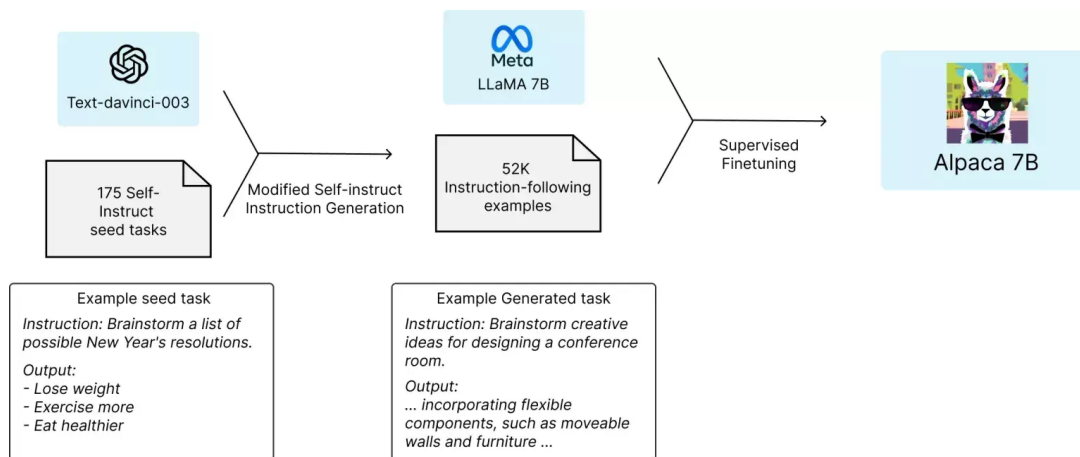 Text-davinci-003
175 Self-
Instruct
seed tasks
Modified Self-instruct
Instruction Generation
Meta
LLaMA 7B
52K
Instruction-following
examples
Supervised
Finetuning
Alpaca 7B
Example seed task
Instruction: Brainstorm a list of
possible New Year's resolutions.
Output:
- Lose weight
- Exercise more
- Eat healthier
Example Generated task
Instruction: Brainstorm creative
ideas for designing a conference
room.
Output:
... incorporating flexible
components, such as moveable
walls and furniture ...